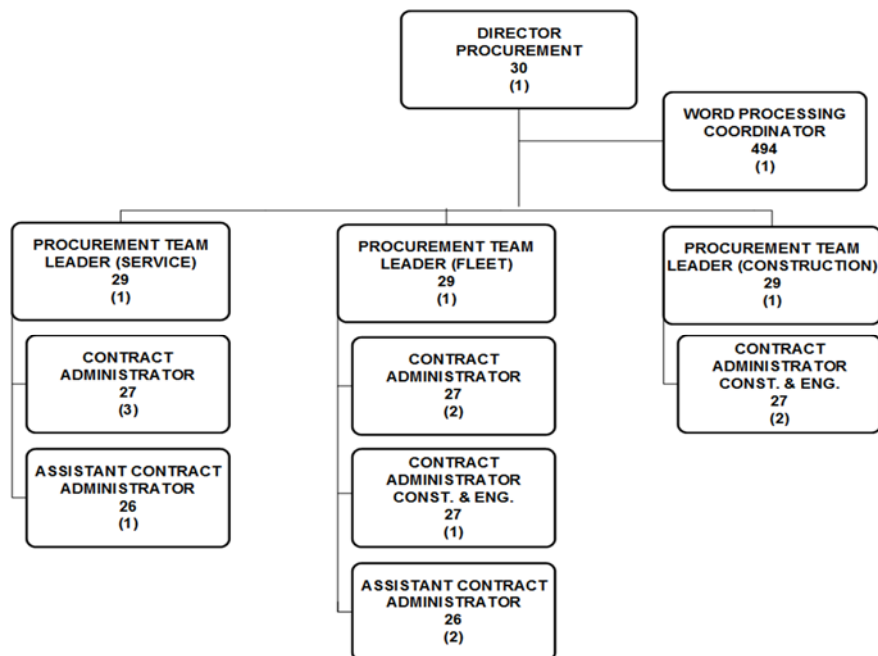 DIRECTOR
PROCUREMENT
30
(1)
WORD PROCESSING
COORDINATOR
494
(1)
PROCUREMENT TEAM
LEADER (SERVICE)
29
(1)
PROCUREMENT TEAM
LEADER (FLEET)
29
(1)
PROCUREMENT TEAM
LEADER (CONSTRUCTION)
29
(1)
CONTRACT
ADMINISTRATOR
27
(3)
ASSISTANT CONTRACT
ADMINISTRATOR
26
(1)
CONTRACT
ADMINISTRATOR
27
(2)
CONTRACT
ADMINISTRATOR
CONST. & ENG.
27
(1)
ASSISTANT CONTRACT
ADMINISTRATOR
26
(2)
CONTRACT
ADMINISTRATOR
CONST. & ENG.
27
(2)